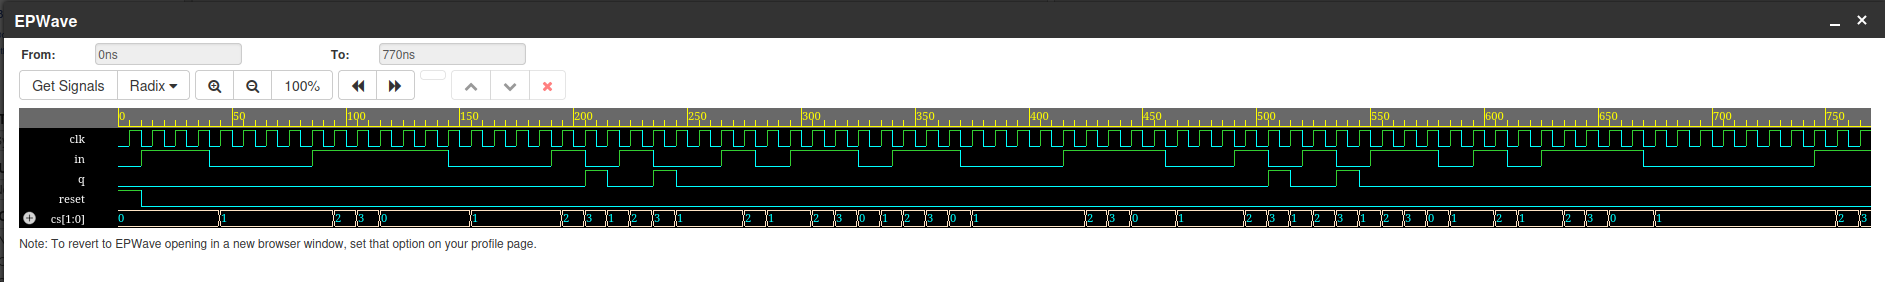 EPWave
From: 0ns To: 770ns
Get Signals Radix 100%
0 50 100 150 200 250 300 350 400 450 500 550 600 650 700 750
clk
in
q
reset
cs[1:0] 0 1 2 3 0 1 2 3 1 2 3 1 2 1 2 3 0 1 2 3 0 1 2 3 0 1 2 3 1 2 3 1 2 3 0 1 2 1 2 3 0 1 2 3
Note: To revert to EPWave opening in a new browser window, set that option on your profile page.